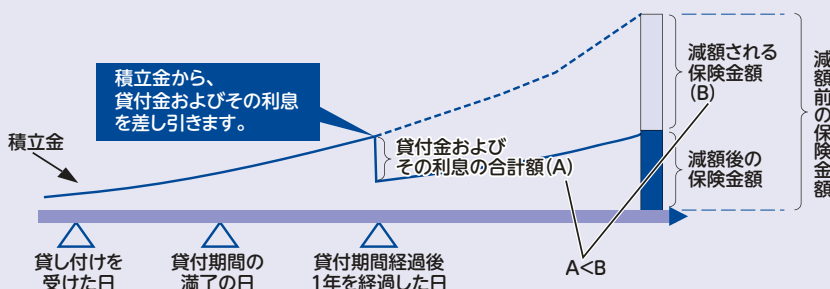 積立金から、
貸付金およびその利息
を差し引きます。
積立金
貸付金および
その利息の合計額(A)
減額される
保険金額
(B)
減額後の
保険金額
減額前の保険金額
貸し付けを
受けた日
貸付期間の
満了の日
貸付期間経過後
1年を経過した日
A<B